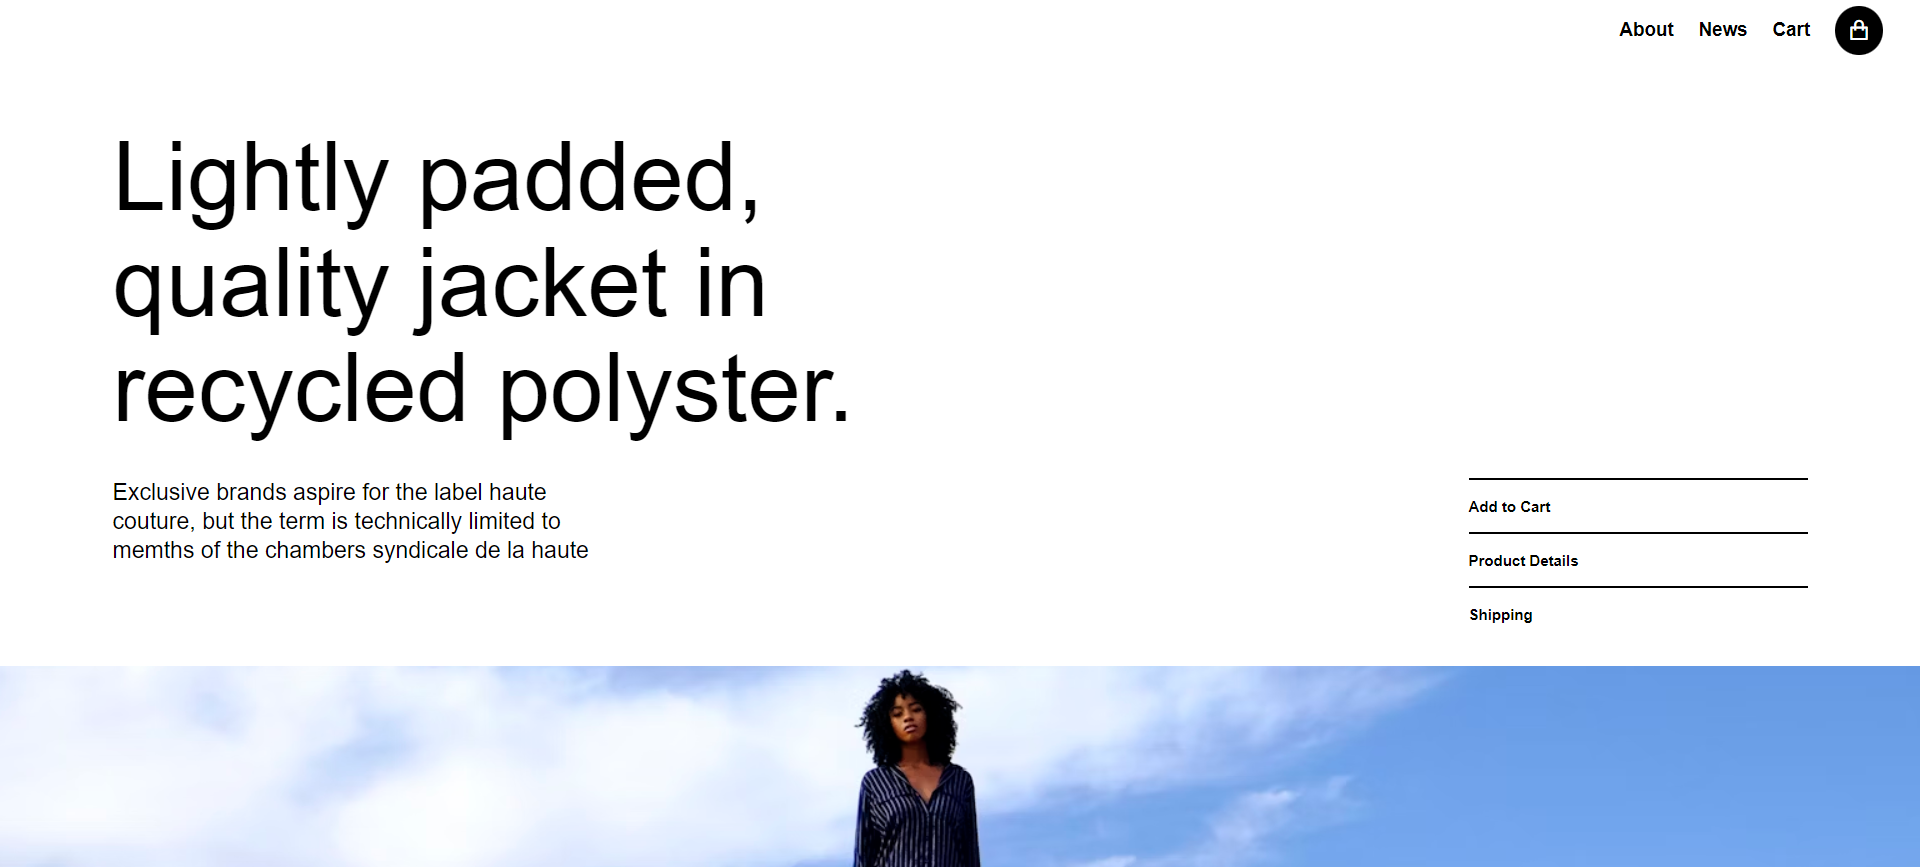 About News Cart
Lightly padded,
quality jacket in
recycled polyster.
Exclusive brands aspire for the label haute
couture, but the term is technically limited to
memths of the chambers syndicale de la haute
Add to Cart
Product Details
Shipping